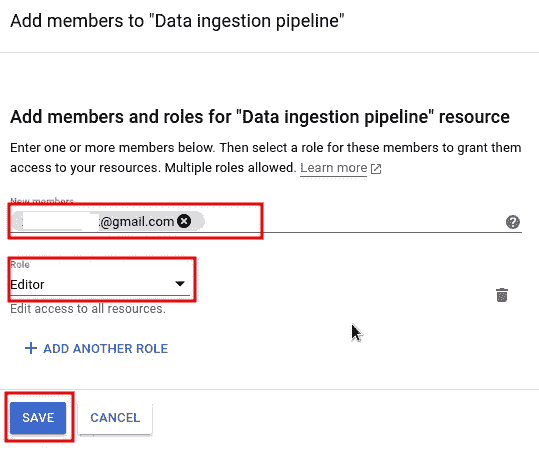 Add members to "Data ingestion pipeline"
Add members and roles for "Data ingestion pipeline" resource
Enter one or more members below. Then select a role for these members to grant them
access to your resources. Multiple roles allowed. Learn more
New members
@gmail.com
Role
Editor
Edit access to all resources.
+ ADD ANOTHER ROLE
SAVE CANCEL